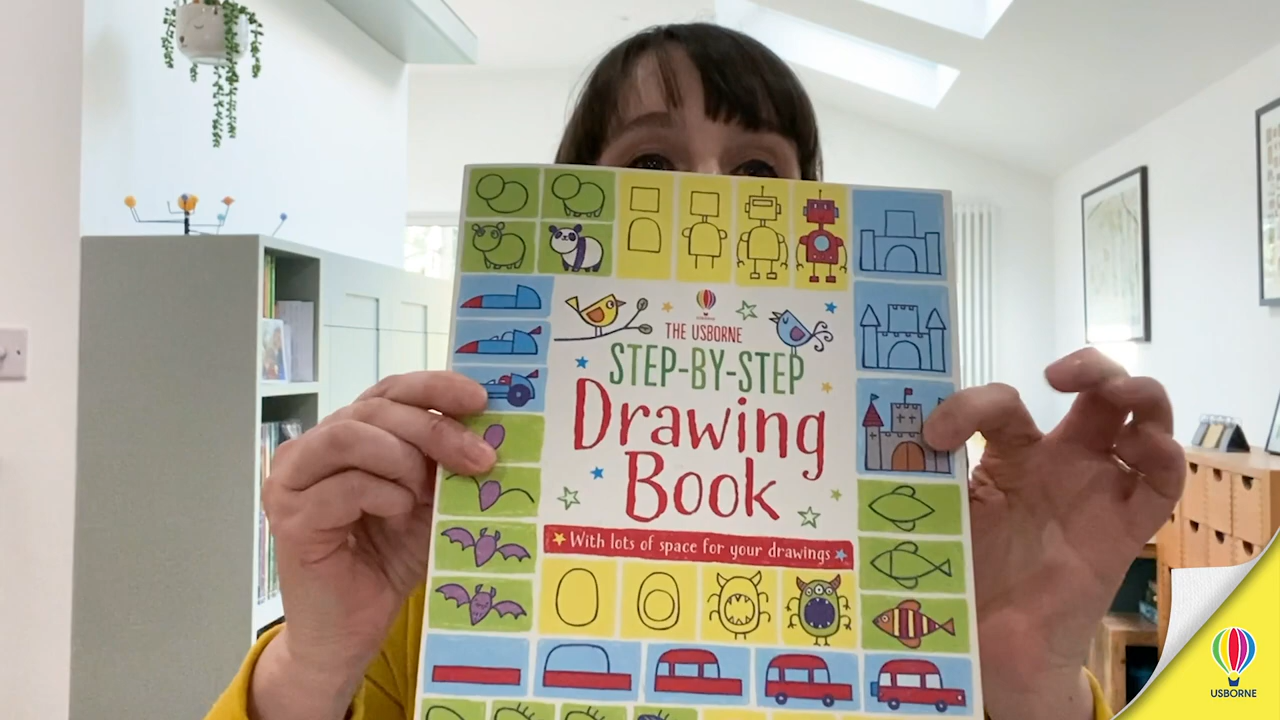 THE USBORNE
STEP-BY-STEP
Drawing
Book
With lots of space for your drawings
USBORNE